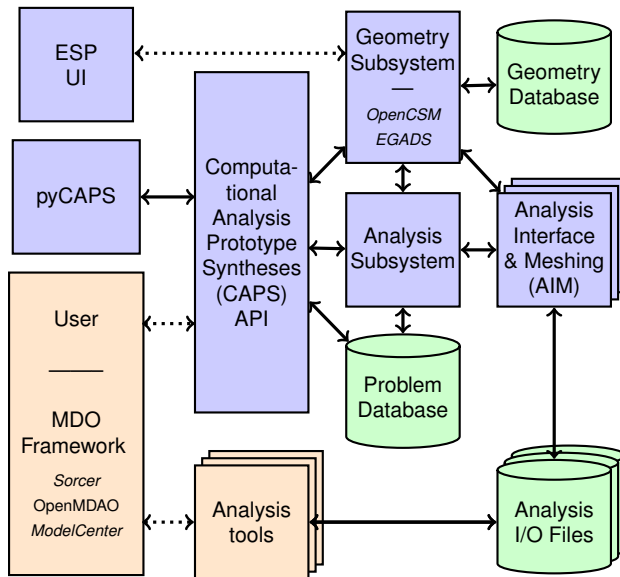 ESP
UI
Geometry
Subsystem
—
OpenCSM
EGADS
Geometry
Database
pyCAPS
Computa-
tional
Analysis
Prototype
Syntheses
(CAPS)
API
Analysis
Subsystem
Analysis
Interface
& Meshing
(AIM)
User
——
MDO
Framework
Sorcer
OpenMDAO
ModelCenter
Problem
Database
Analysis
tools
Analysis
I/O Files